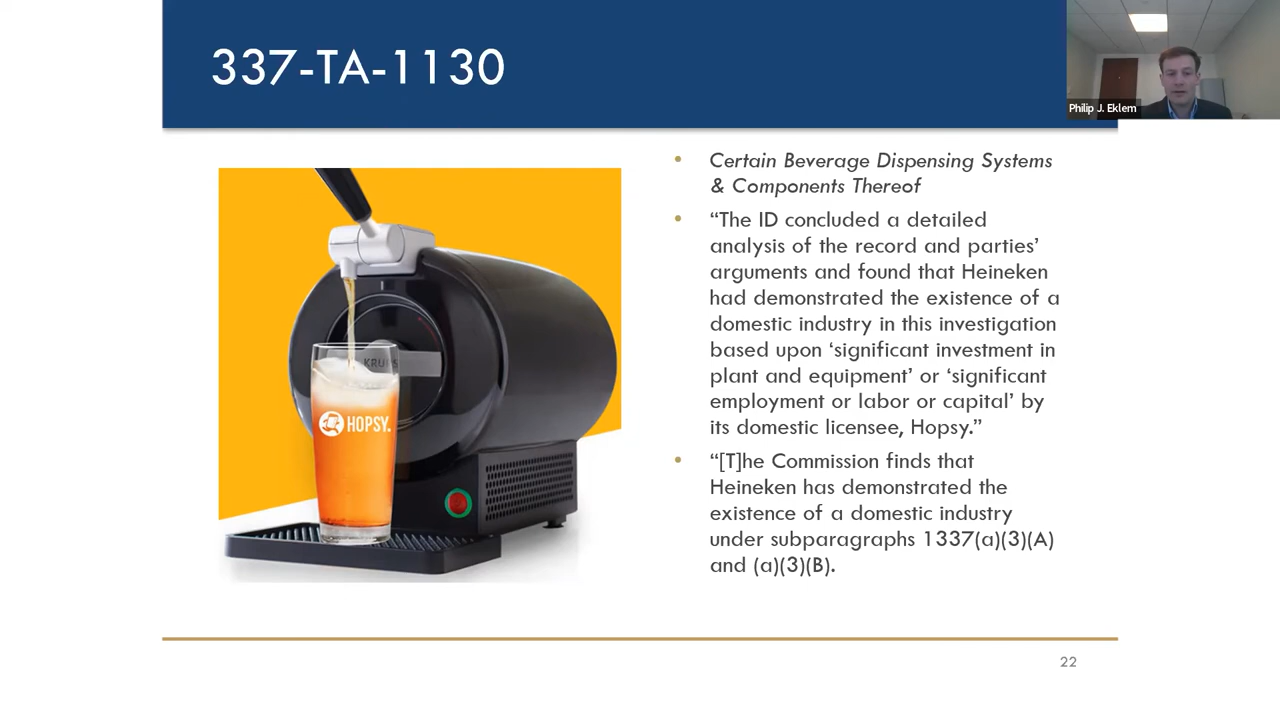 337-TA-1130
Philip J. Eklem
• Certain Beverage Dispensing Systems
& Components Thereof
• “The ID concluded a detailed
analysis of the record and parties’
arguments and found that Heineken
had demonstrated the existence of a
domestic industry in this investigation
based upon ‘significant investment in
plant and equipment’ or ‘significant
employment or labor or capital’ by
its domestic licensee, Hopsy.”
• “[T]he Commission finds that
Heineken has demonstrated the
existence of a domestic industry
under subparagraphs 1337(a)(3)(A)
and (a)(3)(B).
KRUPS
HOPSY.
22